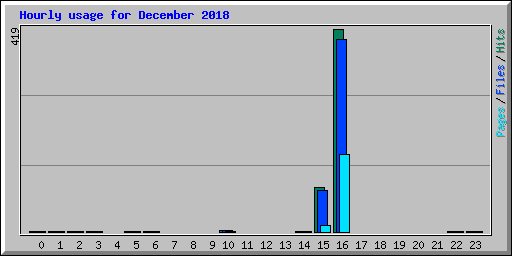 Hourly usage for December 2018
419
Pages/Files/Hits
0 1 2 3 4 5 6 7 8 9 10 11 12 13 14 15 16 17 18 19 20 21 22 23